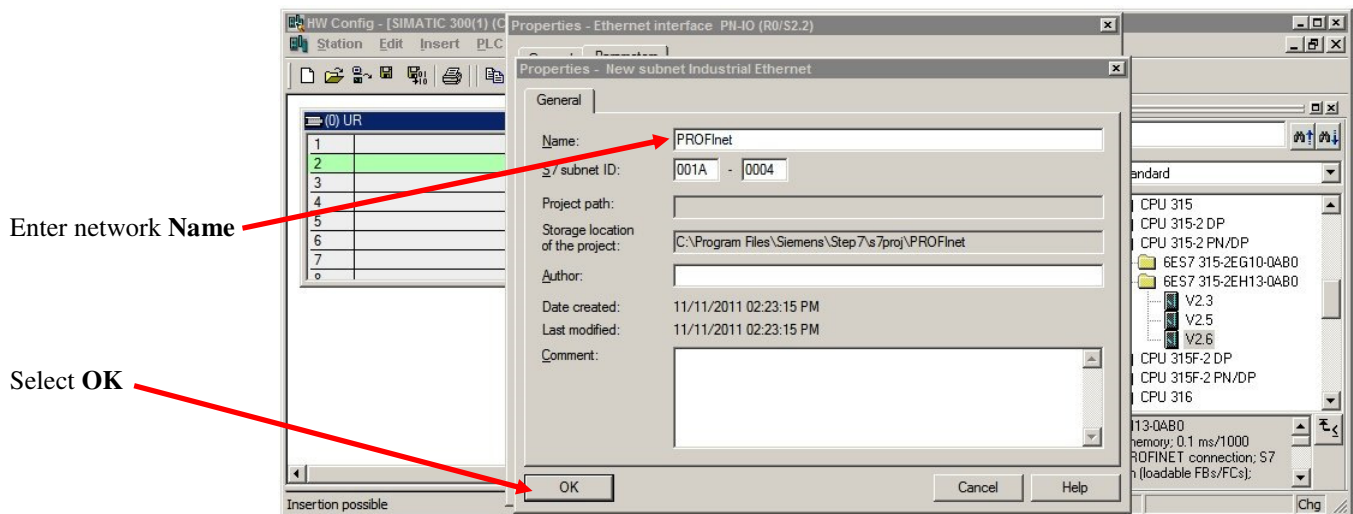 HW Config - [SIMATIC 300(1) (C
Station Edit Insert PLC
Properties - Ethernet interface PN-IO (R0/S2.2)
Properties - New subnet Industrial Ethernet
General
(0) UR
1
2
3
4
5
6
7
Enter network Name
Select OK
Name: PROFInet
S7 subnet ID: 001A - 0004
Project path:
Storage location
of the project: C:\Program Files\Siemens\Step7\s7proj\PROFInet
Author:
Date created: 11/11/2011 02:23:15 PM
Last modified: 11/11/2011 02:23:15 PM
Comment:
OK Cancel Help
andard
CPU 315
CPU 315-2 DP
CPU 315-2 PN/DP
6ES7 315-2EG10-0AB0
6ES7 315-2EH13-0AB0
V2.3
V2.5
V2.6
CPU 315F-2 DP
CPU 315F-2 PN/DP
CPU 316
H13-0AB0
memory; 0.1 ms/1000
ROFINET connection; S7
n (loadable FBs/FCs);
Insertion possible
Chg